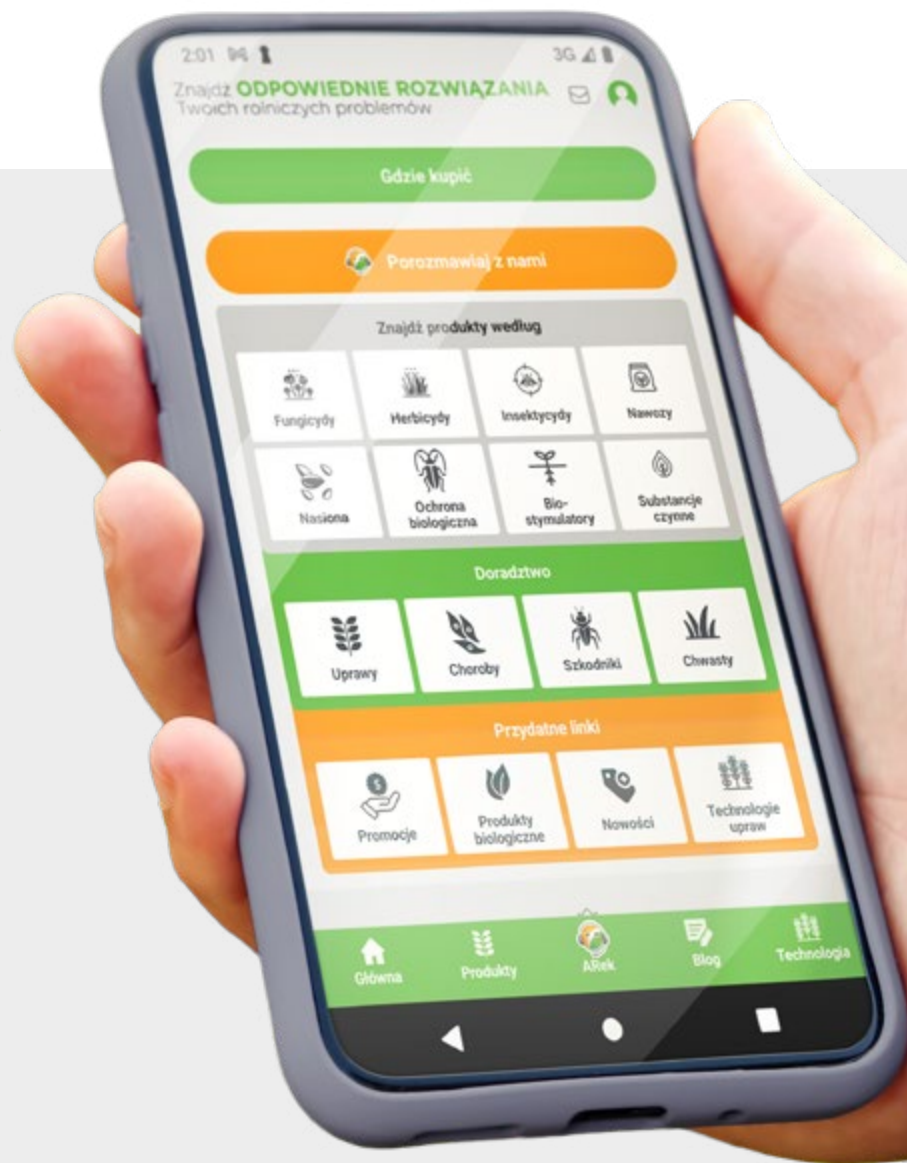 2:01 3G
Znajdź ODPOWIEDNIE ROZWIĄZANIA
Twoich rolniczych problemów
Gdzie kupić
Porozmawiaj z nami
Znajdź produkty według
Fungicydy Herbicydy Insektycydy Nawozy
Nasiona Ochrona Bio- Substancje
biologiczna stymulatory czynne
Doradztwo
Uprawy Choroby Szkodniki Chwasty
Przydatne linki
Promocje Produkty Nowości Technologie
biologiczne upraw
Główna Produkty ARek Blog Technologia